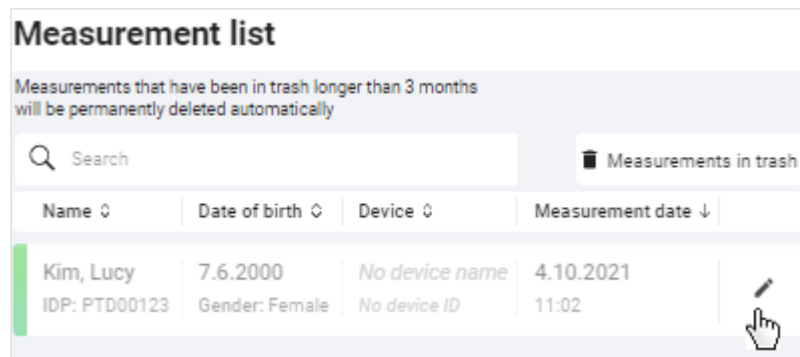 Measurement list
Measurements that have been in trash longer than 3 months
will be permanently deleted automatically
Search
Measurements in trash
Name Date of birth Device Measurement date ↓
Kim, Lucy 7.6.2000 No device name 4.10.2021
IDP: PTD00123 Gender: Female No device ID 11:02